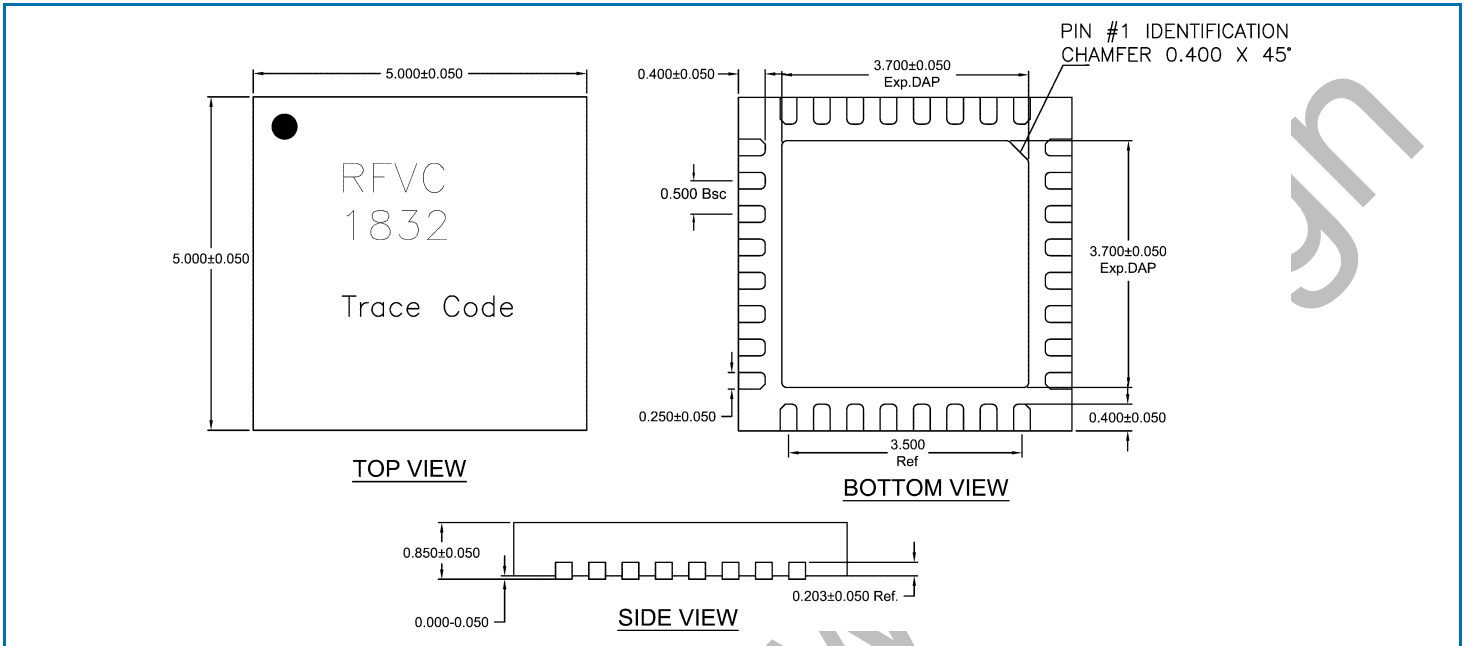 PIN #1 IDENTIFICATION
CHAMFER 0.400 X 45°
5.000±0.050
0.400±0.050
3.700±0.050
Exp.DAP
RFVC
1832
Trace Code
5.000±0.050
0.500 Bsc
3.700±0.050
Exp.DAP
0.250±0.050
0.400±0.050
3.500
Ref
TOP VIEW
BOTTOM VIEW
0.850±0.050
0.203±0.050 Ref.
0.000-0.050
SIDE VIEW